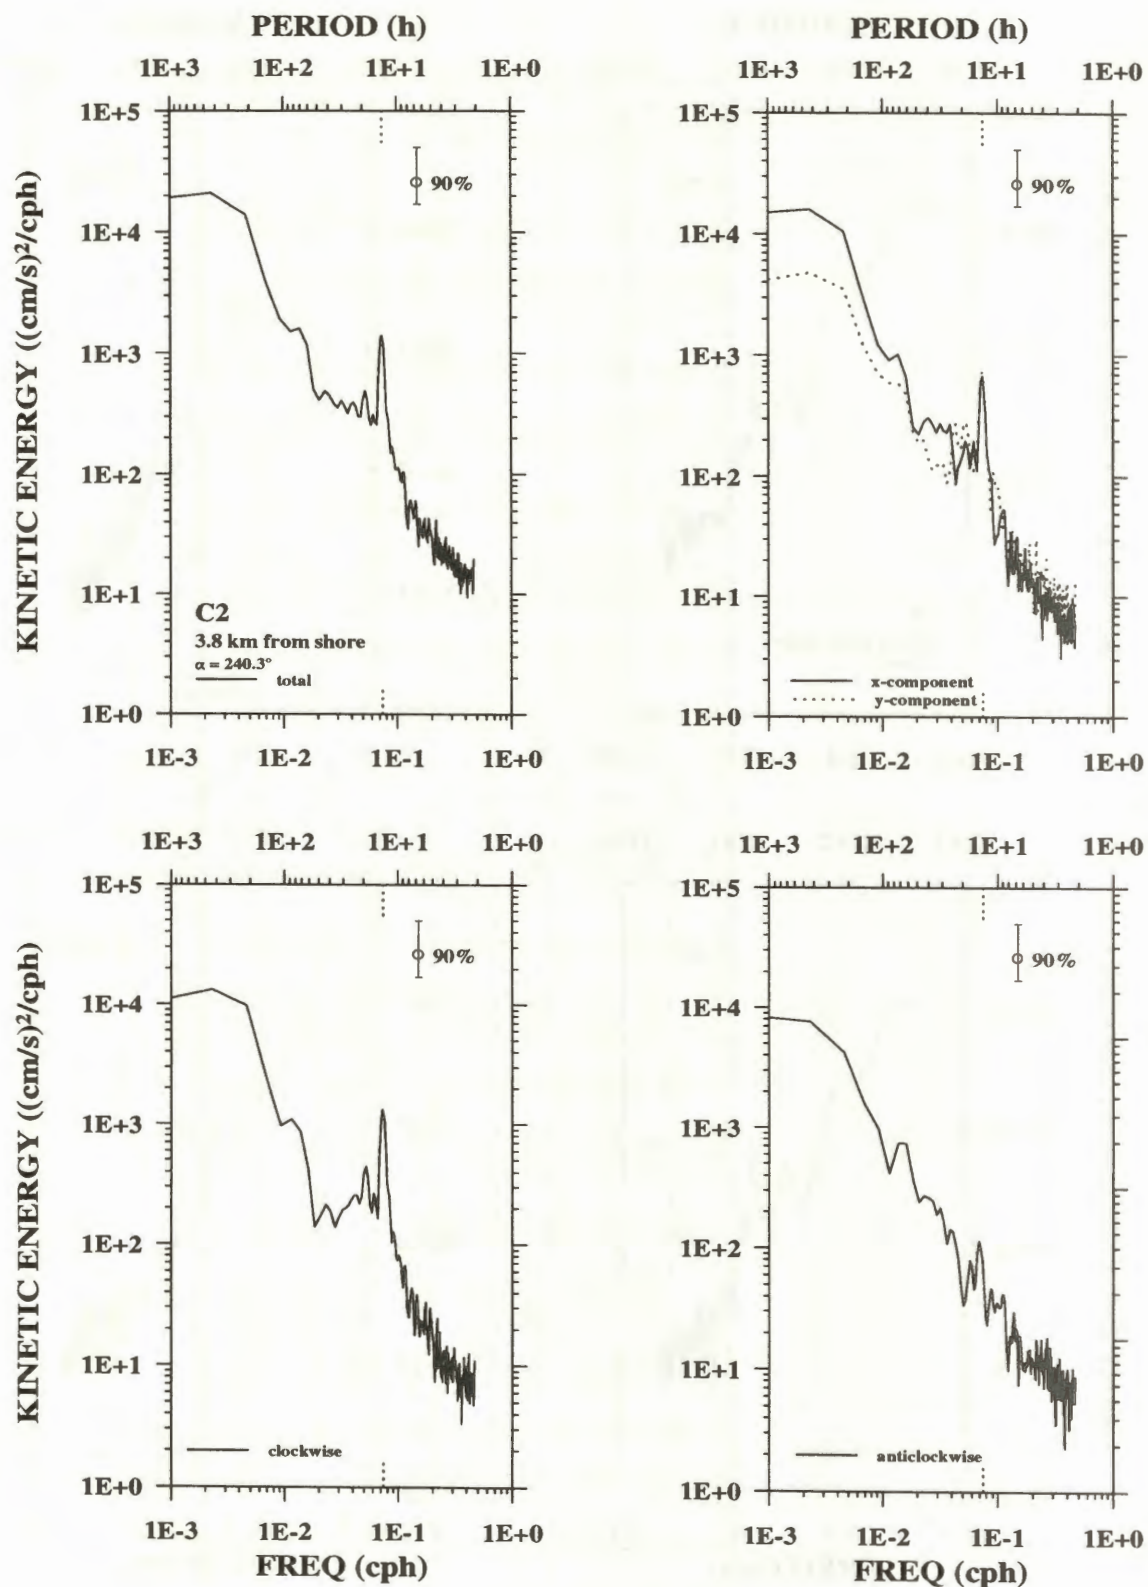 PERIOD (h)
1E+3 1E+2 1E+1 1E+0
1E+5
1E+4
1E+3
1E+2
1E+1
1E+0
KINETIC ENERGY ((cm/s)²/cph)
90%
C2
3.8 km from shore
α = 240.3°
total
1E-3 1E-2 1E-1 1E+0
PERIOD (h)
1E+3 1E+2 1E+1 1E+0
1E+5
1E+4
1E+3
1E+2
1E+1
1E+0
90%
x-component
y-component
1E-3 1E-2 1E-1 1E+0
1E+3 1E+2 1E+1 1E+0
1E+5
1E+4
1E+3
1E+2
1E+1
1E+0
KINETIC ENERGY ((cm/s)²/cph)
90%
clockwise
1E-3 1E-2 1E-1 1E+0
FREQ (cph)
1E+3 1E+2 1E+1 1E+0
1E+5
1E+4
1E+3
1E+2
1E+1
1E+0
90%
anticlockwise
1E-3 1E-2 1E-1 1E+0
FREQ (cph)